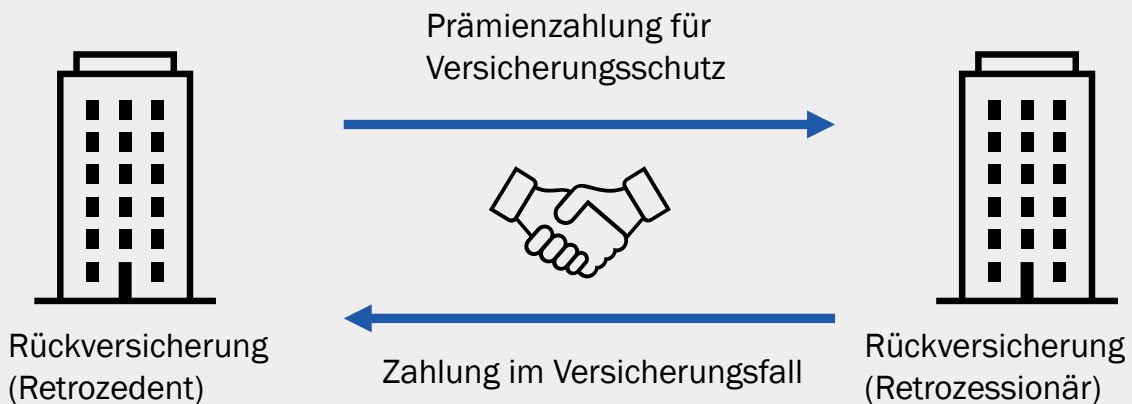 Prämienzahlung für
Versicherungsschutz
Rückversicherung
(Retrozedent)
Zahlung im Versicherungsfall
Rückversicherung
(Retrozessionär)